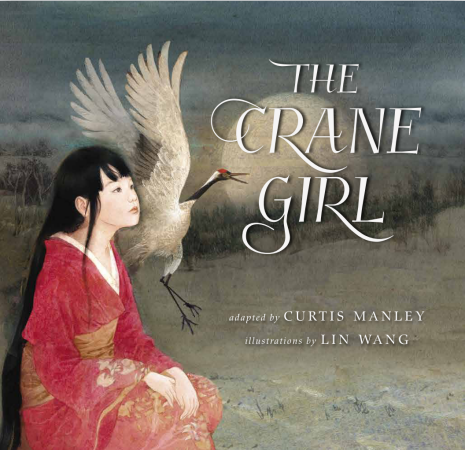 THE
CRANE
GIRL
adapted by CURTIS MANLEY
illustrations by LIN WANG